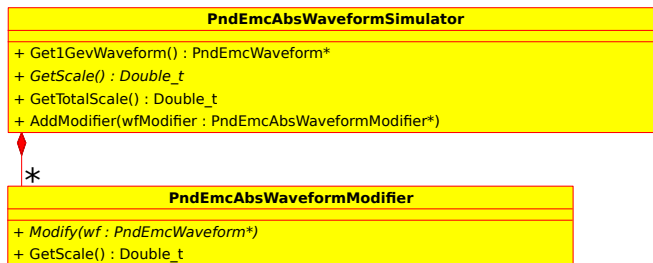 PndEmcAbsWaveformSimulator
+ Get1GevWaveform() : PndEmcWaveform*
+ GetScale() : Double_t
+ GetTotalScale() : Double_t
+ AddModifier(wfModifier : PndEmcAbsWaveformModifier*)
*
PndEmcAbsWaveformModifier
+ Modify(wf : PndEmcWaveform*)
+ GetScale() : Double_t